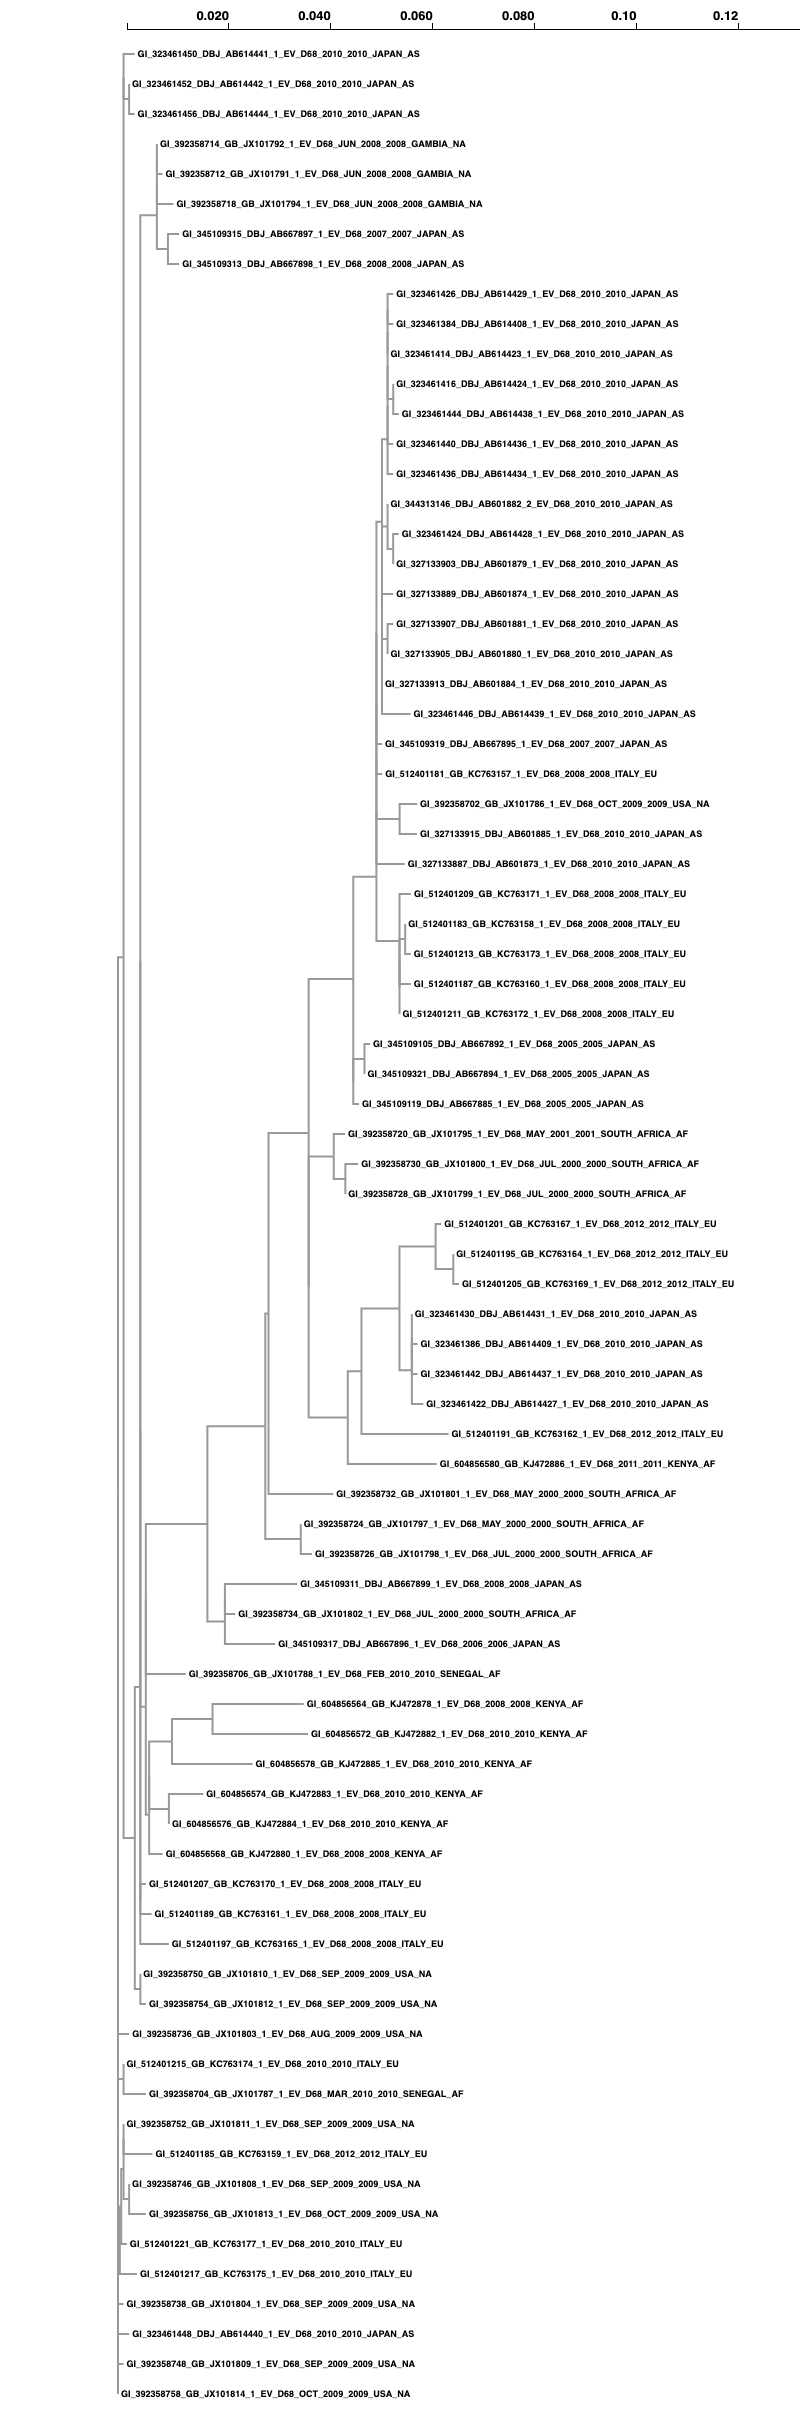 0.020 0.040 0.060 0.080 0.10 0.12
GI_323461450_DBJ_AB614441_1_EV_D68_2010_2010_JAPAN_AS
GI_323461452_DBJ_AB614442_1_EV_D68_2010_2010_JAPAN_AS
GI_323461456_DBJ_AB614444_1_EV_D68_2010_2010_JAPAN_AS
GI_392358714_GB_JX101792_1_EV_D68_JUN_2008_2008_GAMBIA_NA
GI_392358712_GB_JX101791_1_EV_D68_JUN_2008_2008_GAMBIA_NA
GI_392358718_GB_JX101794_1_EV_D68_JUN_2008_2008_GAMBIA_NA
GI_345109315_DBJ_AB667897_1_EV_D68_2007_2007_JAPAN_AS
GI_345109313_DBJ_AB667898_1_EV_D68_2008_2008_JAPAN_AS
GI_323461426_DBJ_AB614429_1_EV_D68_2010_2010_JAPAN_AS
GI_323461384_DBJ_AB614408_1_EV_D68_2010_2010_JAPAN_AS
GI_323461414_DBJ_AB614423_1_EV_D68_2010_2010_JAPAN_AS
GI_323461416_DBJ_AB614424_1_EV_D68_2010_2010_JAPAN_AS
GI_323461444_DBJ_AB614438_1_EV_D68_2010_2010_JAPAN_AS
GI_323461440_DBJ_AB614436_1_EV_D68_2010_2010_JAPAN_AS
GI_323461436_DBJ_AB614434_1_EV_D68_2010_2010_JAPAN_AS
GI_344313146_DBJ_AB601882_2_EV_D68_2010_2010_JAPAN_AS
GI_323461424_DBJ_AB614428_1_EV_D68_2010_2010_JAPAN_AS
GI_327133903_DBJ_AB601879_1_EV_D68_2010_2010_JAPAN_AS
GI_327133889_DBJ_AB601874_1_EV_D68_2010_2010_JAPAN_AS
GI_327133907_DBJ_AB601881_1_EV_D68_2010_2010_JAPAN_AS
GI_327133905_DBJ_AB601880_1_EV_D68_2010_2010_JAPAN_AS
GI_327133913_DBJ_AB601884_1_EV_D68_2010_2010_JAPAN_AS
GI_323461446_DBJ_AB614439_1_EV_D68_2010_2010_JAPAN_AS
GI_345109319_DBJ_AB667895_1_EV_D68_2007_2007_JAPAN_AS
GI_512401181_GB_KC763157_1_EV_D68_2008_2008_ITALY_EU
GI_392358702_GB_JX101786_1_EV_D68_OCT_2009_2009_USA_NA
GI_327133915_DBJ_AB601885_1_EV_D68_2010_2010_JAPAN_AS
GI_327133887_DBJ_AB601873_1_EV_D68_2010_2010_JAPAN_AS
GI_512401209_GB_KC763171_1_EV_D68_2008_2008_ITALY_EU
GI_512401183_GB_KC763158_1_EV_D68_2008_2008_ITALY_EU
GI_512401213_GB_KC763173_1_EV_D68_2008_2008_ITALY_EU
GI_512401187_GB_KC763160_1_EV_D68_2008_2008_ITALY_EU
GI_512401211_GB_KC763172_1_EV_D68_2008_2008_ITALY_EU
GI_345109105_DBJ_AB667892_1_EV_D68_2005_2005_JAPAN_AS
GI_345109321_DBJ_AB667894_1_EV_D68_2005_2005_JAPAN_AS
GI_345109119_DBJ_AB667885_1_EV_D68_2005_2005_JAPAN_AS
GI_392358720_GB_JX101795_1_EV_D68_MAY_2001_2001_SOUTH_AFRICA_AF
GI_392358730_GB_JX101800_1_EV_D68_JUL_2000_2000_SOUTH_AFRICA_AF
GI_392358728_GB_JX101799_1_EV_D68_JUL_2000_2000_SOUTH_AFRICA_AF
GI_512401201_GB_KC763167_1_EV_D68_2012_2012_ITALY_EU
GI_512401195_GB_KC763164_1_EV_D68_2012_2012_ITALY_EU
GI_512401205_GB_KC763169_1_EV_D68_2012_2012_ITALY_EU
GI_323461430_DBJ_AB614431_1_EV_D68_2010_2010_JAPAN_AS
GI_323461386_DBJ_AB614409_1_EV_D68_2010_2010_JAPAN_AS
GI_323461442_DBJ_AB614437_1_EV_D68_2010_2010_JAPAN_AS
GI_323461422_DBJ_AB614427_1_EV_D68_2010_2010_JAPAN_AS
GI_512401191_GB_KC763162_1_EV_D68_2012_2012_ITALY_EU
GI_604856580_GB_KJ472886_1_EV_D68_2011_2011_KENYA_AF
GI_392358732_GB_JX101801_1_EV_D68_MAY_2000_2000_SOUTH_AFRICA_AF
GI_392358724_GB_JX101797_1_EV_D68_MAY_2000_2000_SOUTH_AFRICA_AF
GI_392358726_GB_JX101798_1_EV_D68_JUL_2000_2000_SOUTH_AFRICA_AF
GI_345109311_DBJ_AB667899_1_EV_D68_2008_2008_JAPAN_AS
GI_392358734_GB_JX101802_1_EV_D68_JUL_2000_2000_SOUTH_AFRICA_AF
GI_345109317_DBJ_AB667896_1_EV_D68_2006_2006_JAPAN_AS
GI_392358706_GB_JX101788_1_EV_D68_FEB_2010_2010_SENEGAL_AF
GI_604856564_GB_KJ472878_1_EV_D68_2008_2008_KENYA_AF
GI_604856572_GB_KJ472882_1_EV_D68_2010_2010_KENYA_AF
GI_604856578_GB_KJ472885_1_EV_D68_2010_2010_KENYA_AF
GI_604856574_GB_KJ472883_1_EV_D68_2010_2010_KENYA_AF
GI_604856576_GB_KJ472884_1_EV_D68_2010_2010_KENYA_AF
GI_604856568_GB_KJ472880_1_EV_D68_2008_2008_KENYA_AF
GI_512401207_GB_KC763170_1_EV_D68_2008_2008_ITALY_EU
GI_512401189_GB_KC763161_1_EV_D68_2008_2008_ITALY_EU
GI_512401197_GB_KC763165_1_EV_D68_2008_2008_ITALY_EU
GI_392358750_GB_JX101810_1_EV_D68_SEP_2009_2009_USA_NA
GI_392358754_GB_JX101812_1_EV_D68_SEP_2009_2009_USA_NA
GI_392358736_GB_JX101803_1_EV_D68_AUG_2009_2009_USA_NA
GI_512401215_GB_KC763174_1_EV_D68_2010_2010_ITALY_EU
GI_392358704_GB_JX101787_1_EV_D68_MAR_2010_2010_SENEGAL_AF
GI_392358752_GB_JX101811_1_EV_D68_SEP_2009_2009_USA_NA
GI_512401185_GB_KC763159_1_EV_D68_2012_2012_ITALY_EU
GI_392358746_GB_JX101808_1_EV_D68_SEP_2009_2009_USA_NA
GI_392358756_GB_JX101813_1_EV_D68_OCT_2009_2009_USA_NA
GI_512401221_GB_KC763177_1_EV_D68_2010_2010_ITALY_EU
GI_512401217_GB_KC763175_1_EV_D68_2010_2010_ITALY_EU
GI_392358738_GB_JX101804_1_EV_D68_SEP_2009_2009_USA_NA
GI_323461448_DBJ_AB614440_1_EV_D68_2010_2010_JAPAN_AS
GI_392358748_GB_JX101809_1_EV_D68_SEP_2009_2009_USA_NA
GI_392358758_GB_JX101814_1_EV_D68_OCT_2009_2009_USA_NA